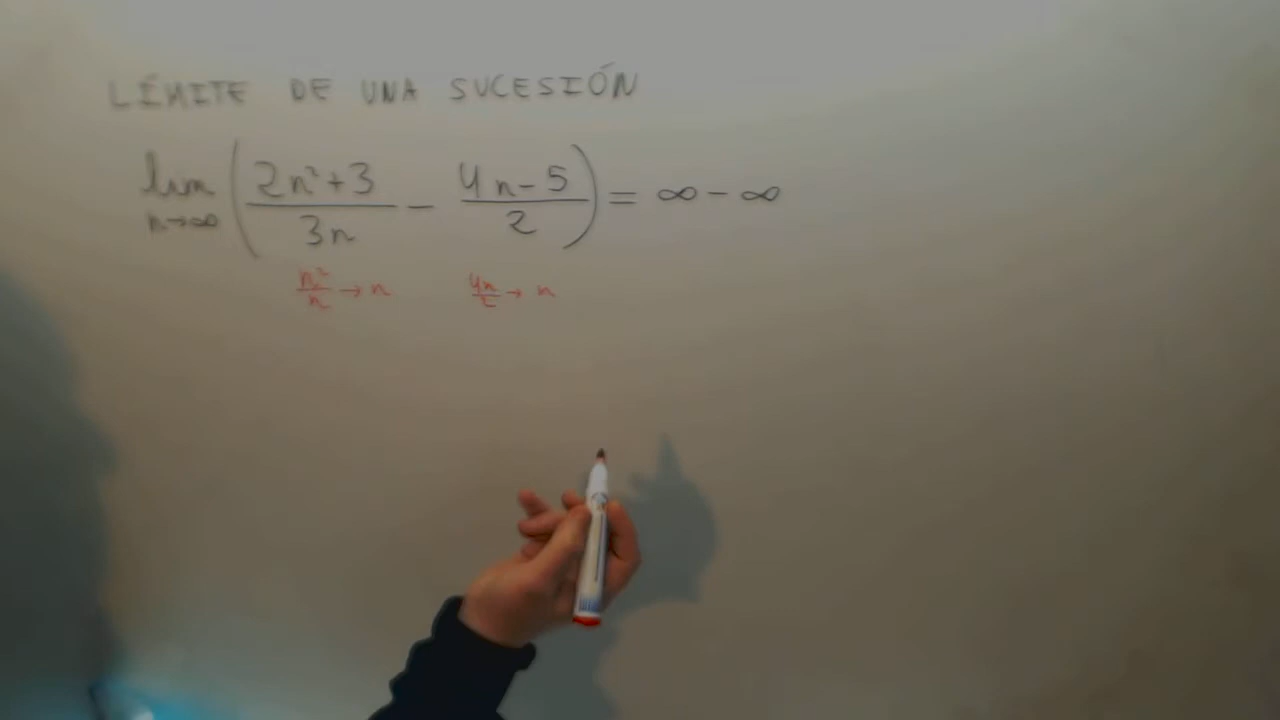 LÍMITE DE UNA SUCESIÓN
lim n→∞ ( (2n²+3)/(3n) − (4n−5)/2 ) = ∞ − ∞
n²/n → n   4n/2 → n